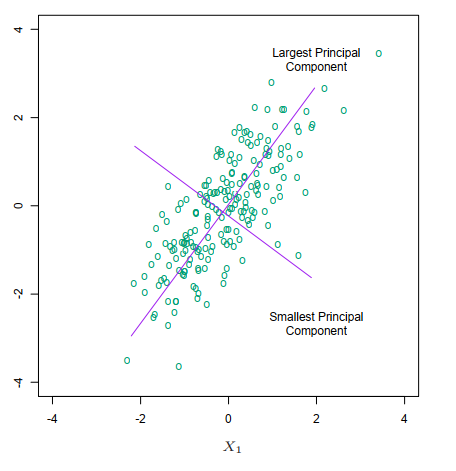 Largest Principal
Component
Smallest Principal
Component
4
2
0
-2
-4
-4 -2 0 2 4
X₁